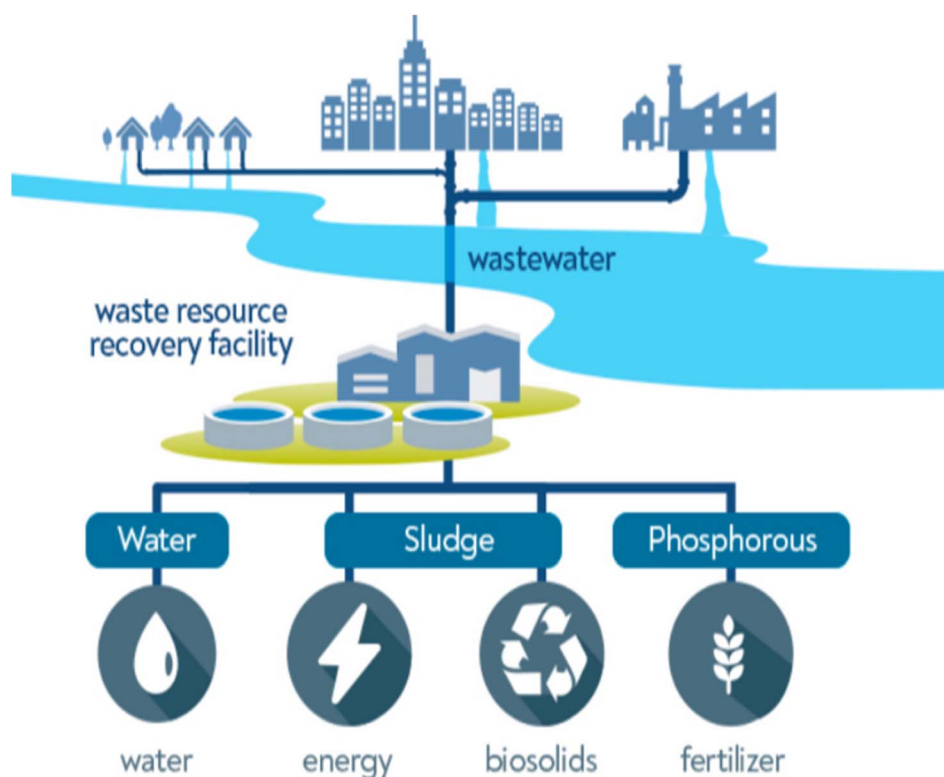 wastewater
waste resource
recovery facility
Water
Sludge
Phosphorous
water
energy
biosolids
fertilizer